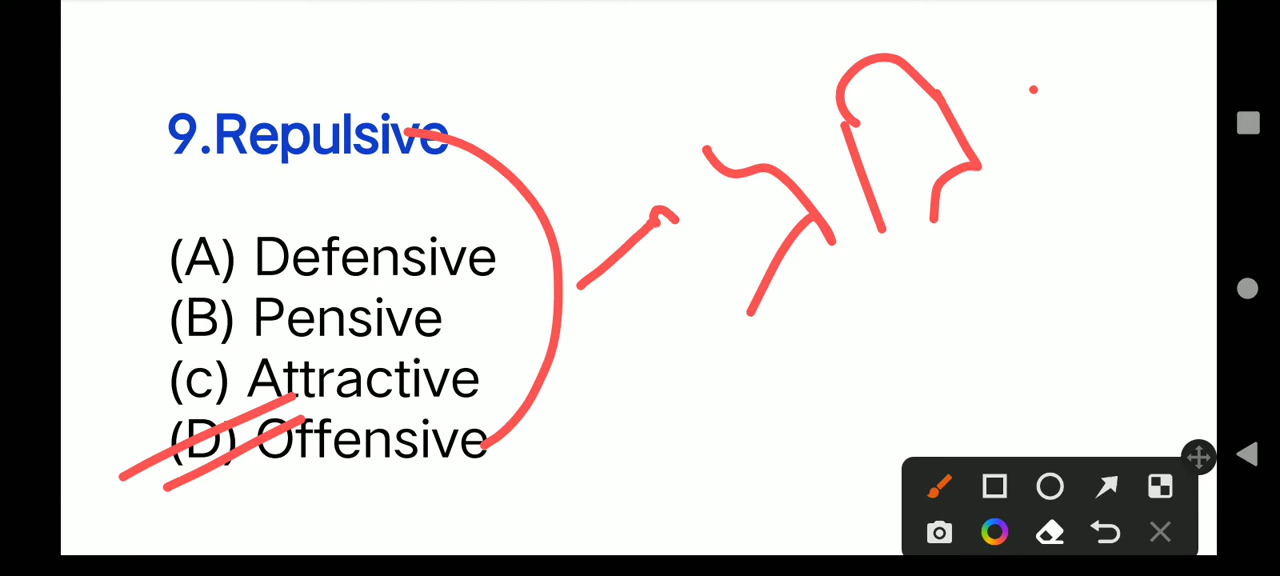 9.Repulsive
(A) Defensive
(B) Pensive
(c) Attractive
(D) Offensive